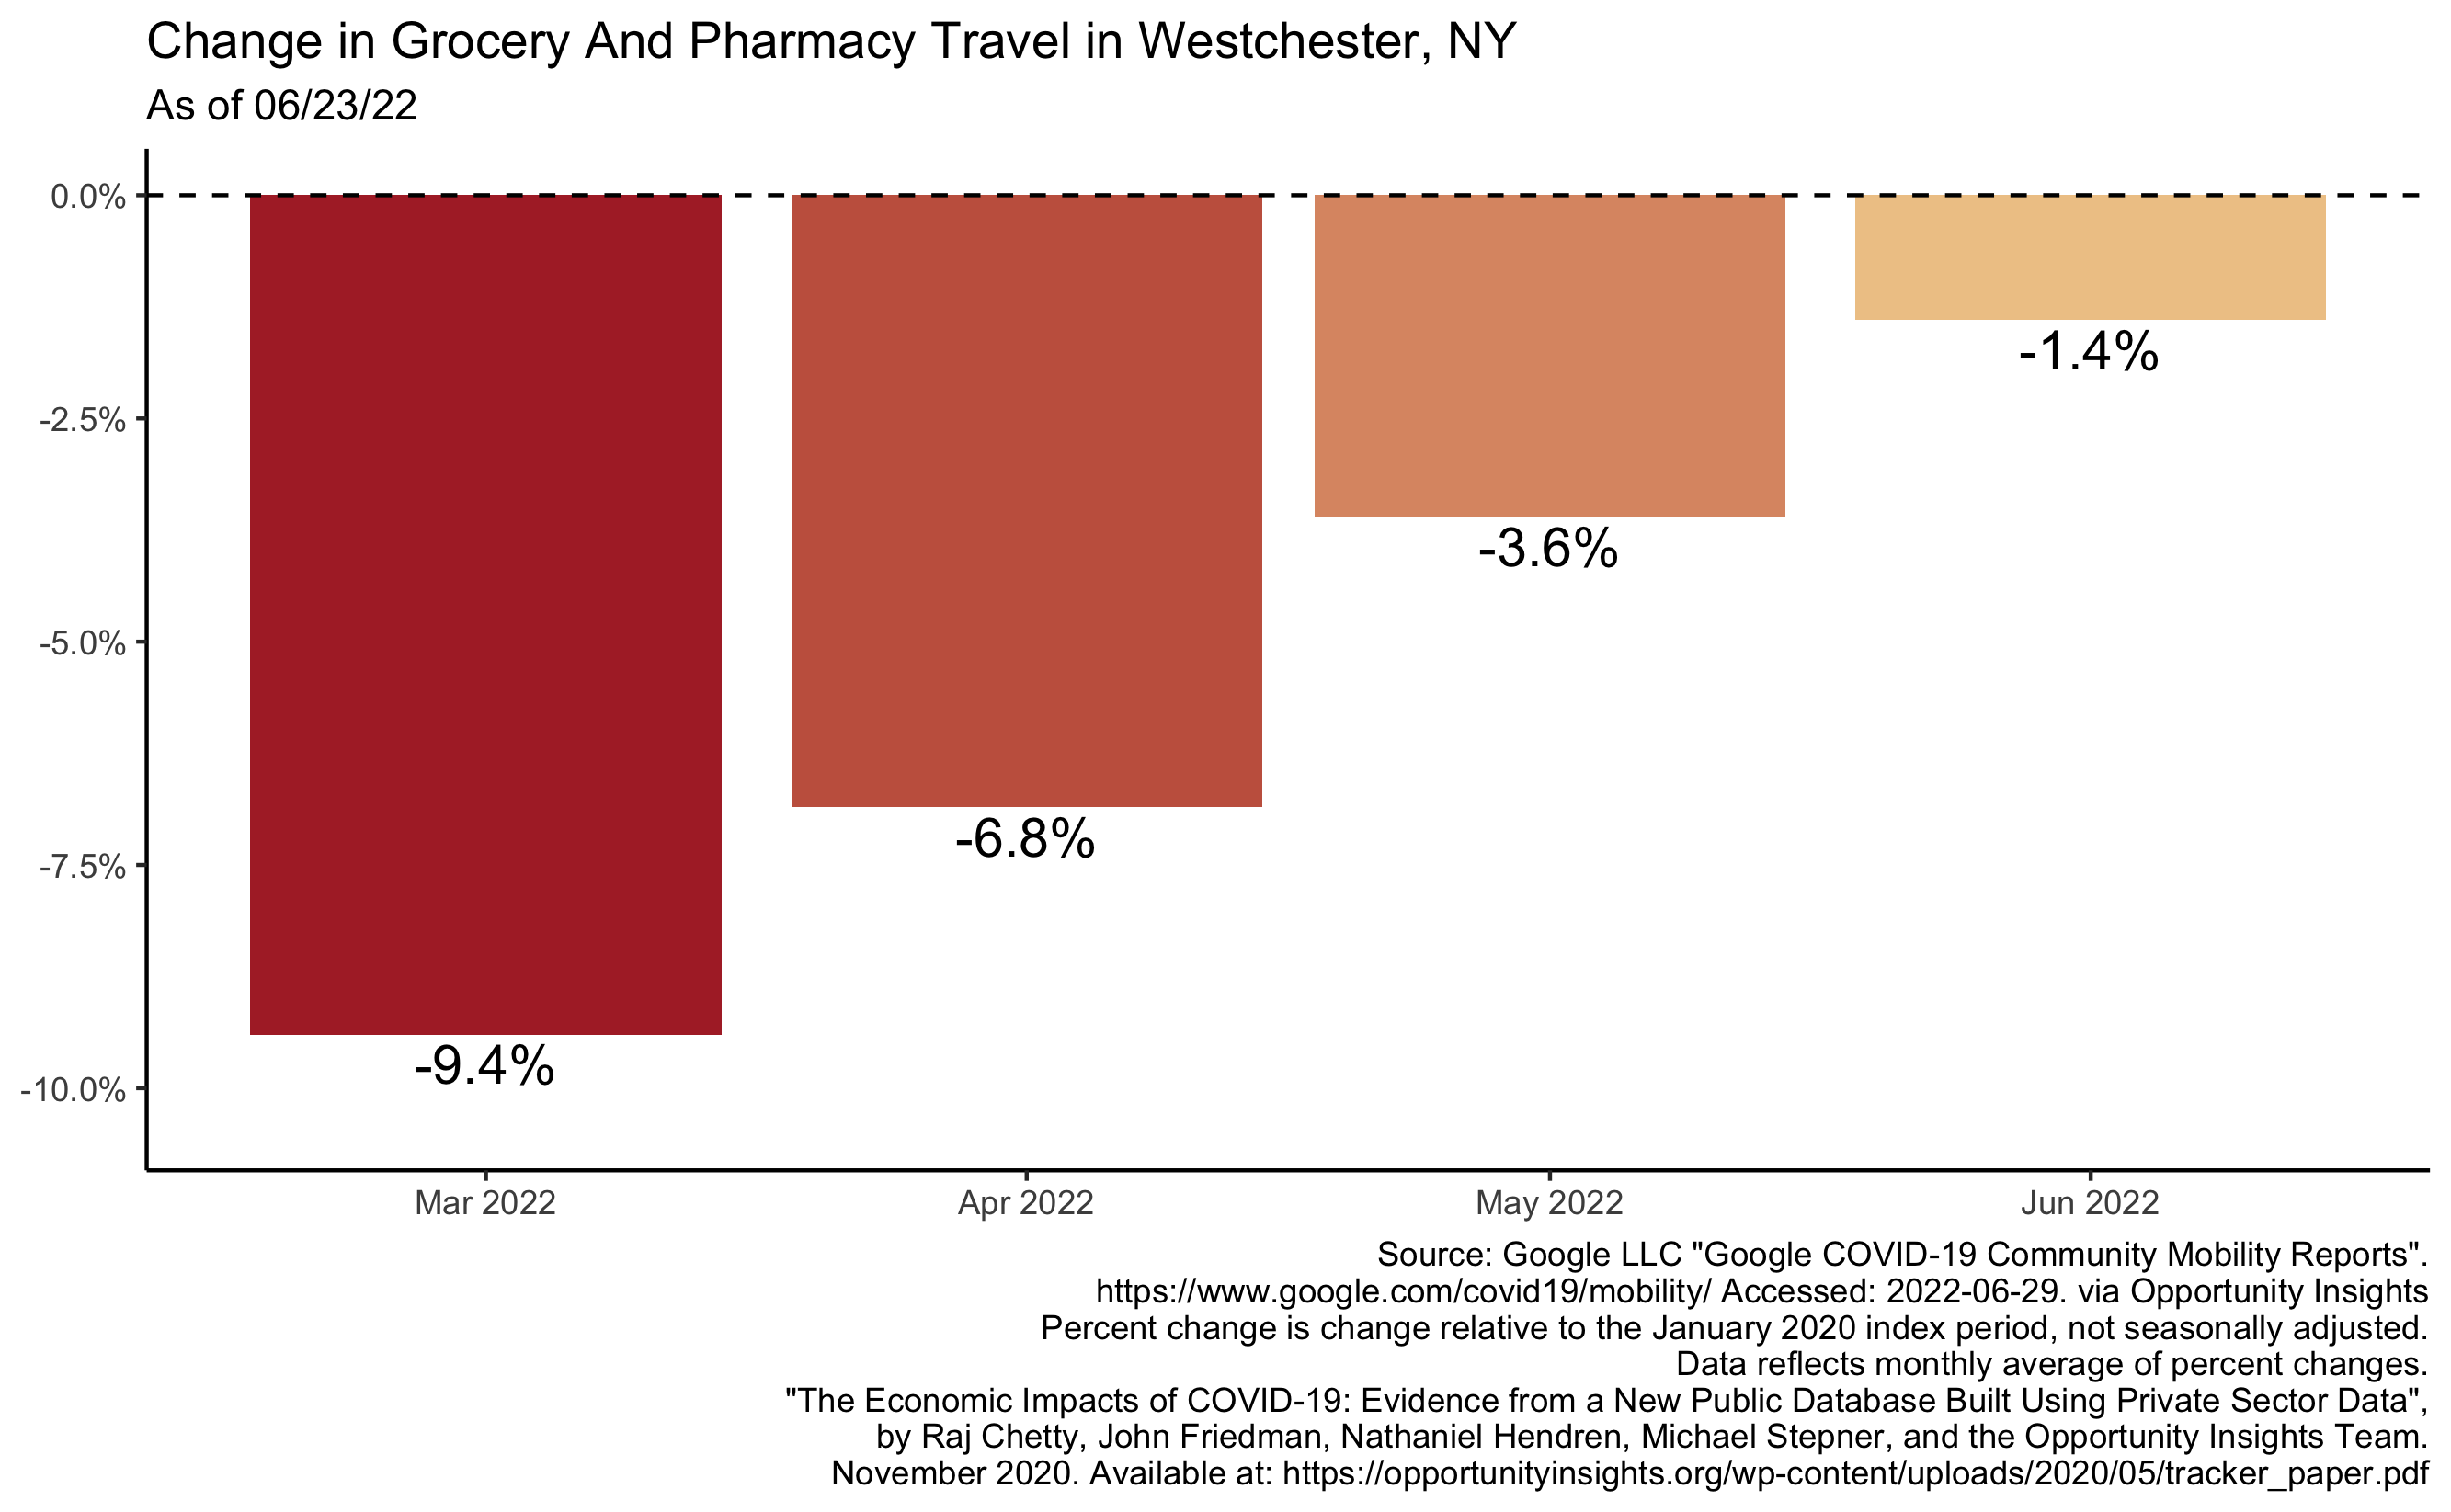 Change in Grocery And Pharmacy Travel in Westchester, NY
As of 06/23/22
0.0%
-2.5%
-5.0%
-7.5%
-10.0%
-9.4%
-6.8%
-3.6%
-1.4%
Mar 2022
Apr 2022
May 2022
Jun 2022
Source: Google LLC "Google COVID-19 Community Mobility Reports".
https://www.google.com/covid19/mobility/ Accessed: 2022-06-29. via Opportunity Insights
Percent change is change relative to the January 2020 index period, not seasonally adjusted.
Data reflects monthly average of percent changes.
"The Economic Impacts of COVID-19: Evidence from a New Public Database Built Using Private Sector Data",
by Raj Chetty, John Friedman, Nathaniel Hendren, Michael Stepner, and the Opportunity Insights Team.
November 2020. Available at: https://opportunityinsights.org/wp-content/uploads/2020/05/tracker_paper.pdf